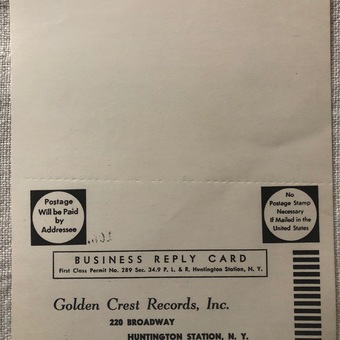 Postage
Will be Paid
by
Addressee
No
Postage Stamp
Necessary
If Mailed in the
United States
BUSINESS REPLY CARD
First Class Permit No. 289 Sec. 34.9 P. L. & R. Huntington Station, N. Y.
Golden Crest Records, Inc.
220 BROADWAY
HUNTINGTON STATION, N. Y.